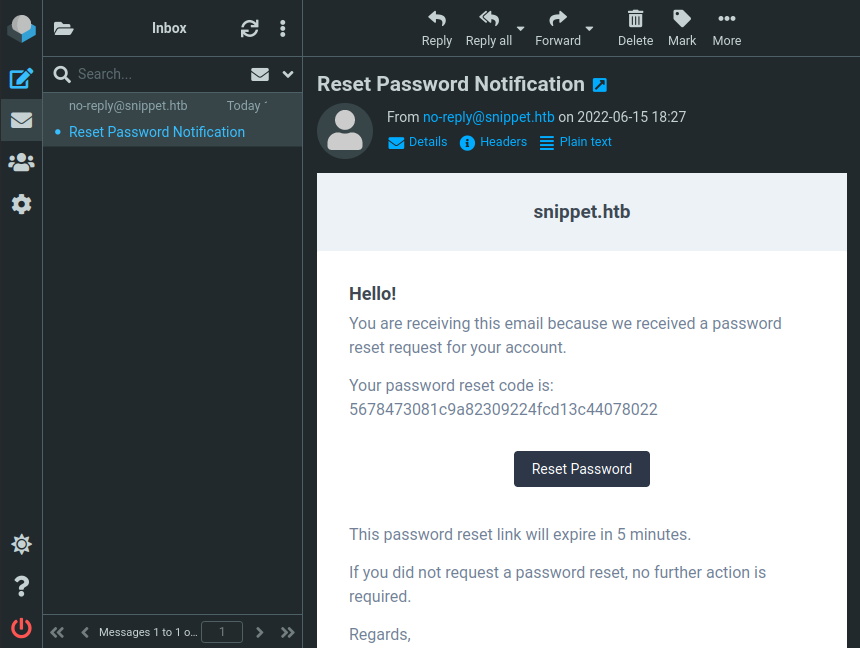 Inbox
Reply
Reply all
Forward
Delete
Mark
More
Search...
no-reply@snippet.htb Today
Reset Password Notification
Messages 1 to 1 o...
1
Reset Password Notification
From no-reply@snippet.htb on 2022-06-15 18:27
Details Headers Plain text
snippet.htb
Hello!
You are receiving this email because we received a password
reset request for your account.
Your password reset code is:
5678473081c9a82309224fcd13c44078022
Reset Password
This password reset link will expire in 5 minutes.
If you did not request a password reset, no further action is
required.
Regards,